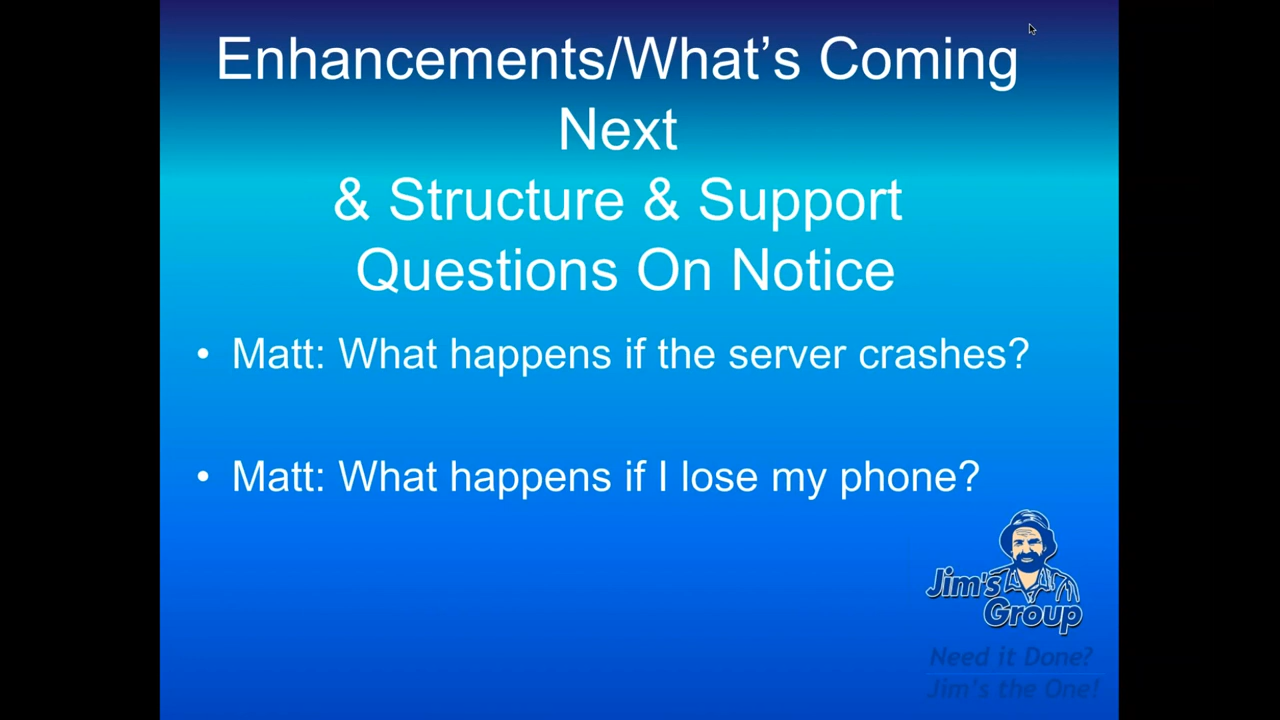 Enhancements/What's Coming
Next
& Structure & Support
Questions On Notice
• Matt: What happens if the server crashes?
• Matt: What happens if I lose my phone?
Jim's
Group
Need it Done?
Jim's the One!